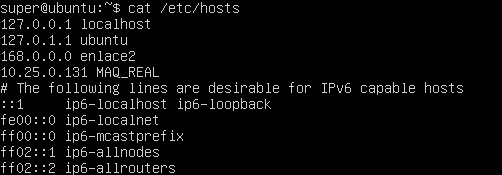 super@ubuntu:~$ cat /etc/hosts
127.0.0.1 localhost
127.0.1.1 ubuntu
168.0.0.0 enlace2
10.25.0.131 MAQ_REAL
# The following lines are desirable for IPv6 capable hosts
::1     ip6-localhost ip6-loopback
fe00::0 ip6-localnet
ff00::0 ip6-mcastprefix
ff02::1 ip6-allnodes
ff02::2 ip6-allrouters